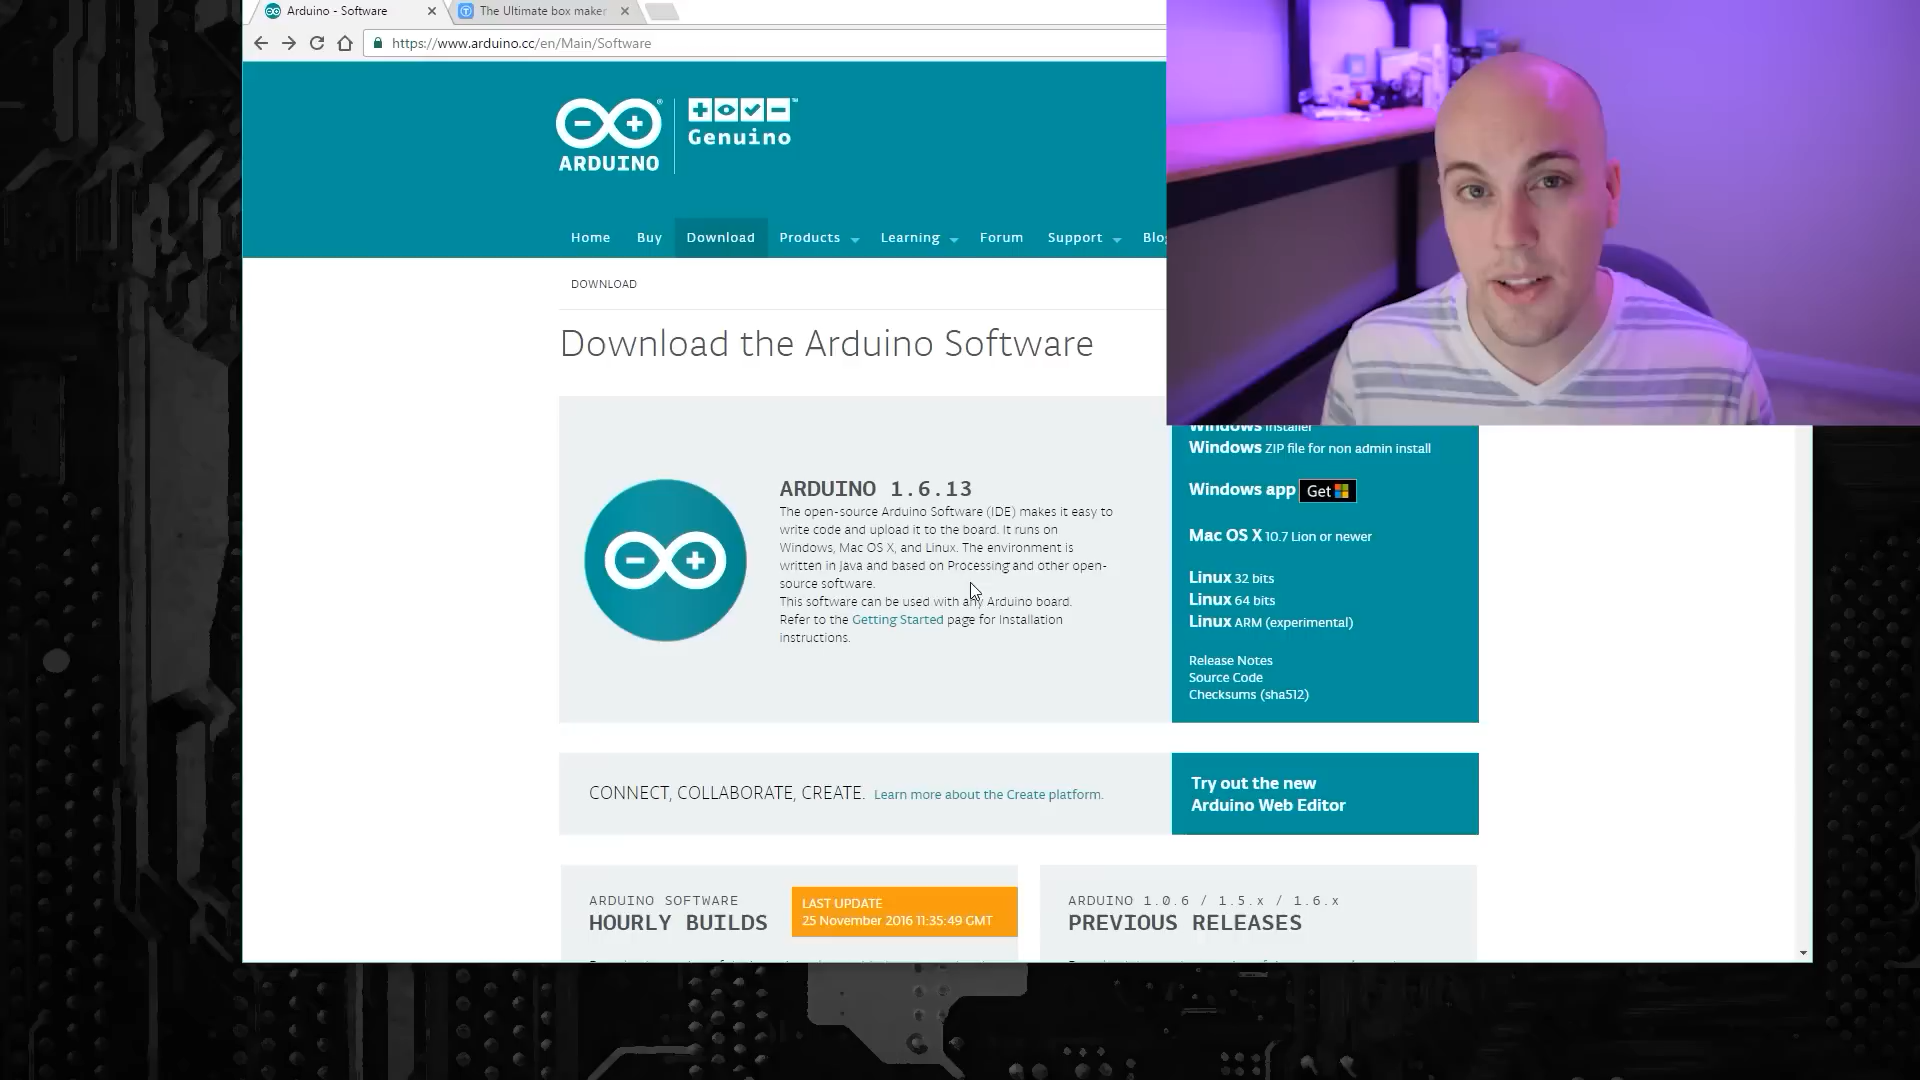 Arduino - Software
The Ultimate box maker
https://www.arduino.cc/en/Main/Software
ARDUINO
Genuino
Home Buy Download Products Learning Forum Support Blo
DOWNLOAD
Download the Arduino Software
ARDUINO 1.6.13
The open-source Arduino Software (IDE) makes it easy to
write code and upload it to the board. It runs on
Windows, Mac OS X, and Linux. The environment is
written in Java and based on Processing and other open-
source software.
This software can be used with any Arduino board.
Refer to the Getting Started page for Installation
instructions.
Windows Installer
Windows ZIP file for non admin install
Windows app Get
Mac OS X 10.7 Lion or newer
Linux 32 bits
Linux 64 bits
Linux ARM (experimental)
Release Notes
Source Code
Checksums (sha512)
CONNECT, COLLABORATE, CREATE. Learn more about the Create platform.
Try out the new
Arduino Web Editor
ARDUINO SOFTWARE
HOURLY BUILDS
LAST UPDATE
25 November 2016 11:35:49 GMT
ARDUINO 1.0.6 / 1.5.x / 1.6.x
PREVIOUS RELEASES